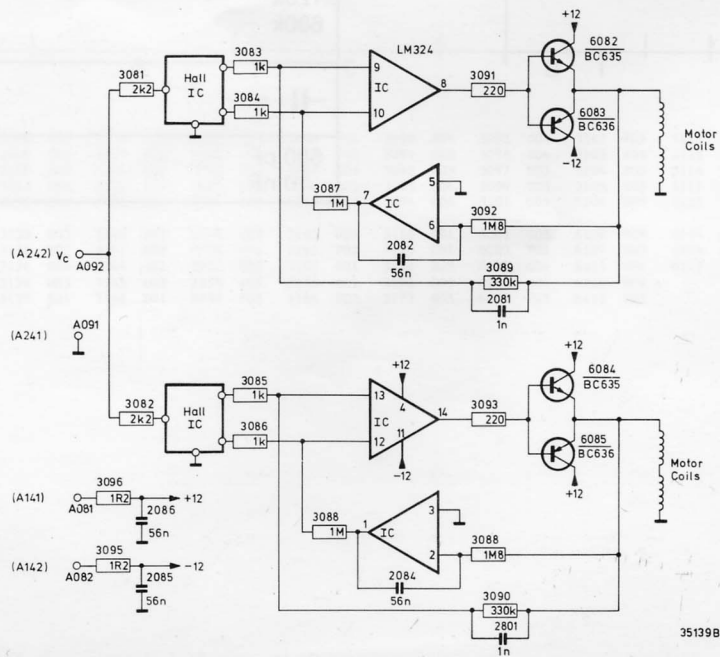 +12
6082
BC635
LM324
3083
1k
3081
2k2
Hall
IC
3084
1k
9
10
IC
8
3091
220
6083
BC636
-12
Motor
Coils
3087
1M
7
IC
5
6
3092
1M8
2082
56n
3089
330k
2081
1n
(A242) Vc
A092
(A241)
A091
3082
2k2
Hall
IC
3085
1k
3086
1k
+12
4
13
12
IC
14
11
-12
3093
220
+12
6084
BC635
6085
BC636
+12
Motor
Coils
3088
1M
1
IC
3
2
3088
1M8
2084
56n
3090
330k
2801
1n
(A141)
A081
3096
1R2
+12
2086
56n
(A142)
A082
3095
1R2
-12
2085
56n
35139B